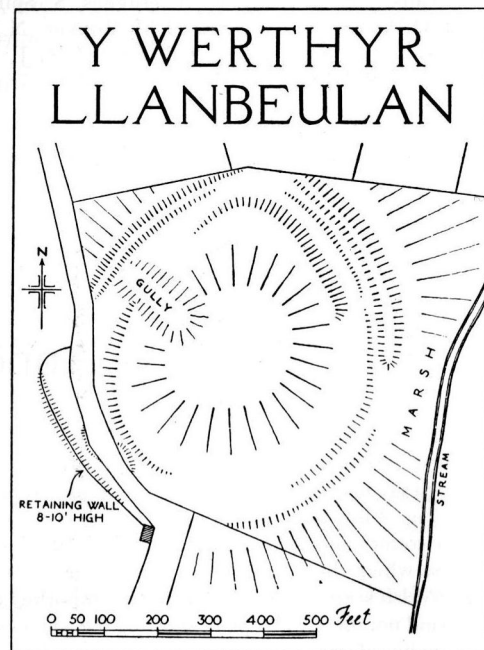 Y WERTHYR
LLANBEULAN
N
GULLY
MARSH
STREAM
RETAINING WALL
8-10' HIGH
0 50 100 200 300 400 500 Feet